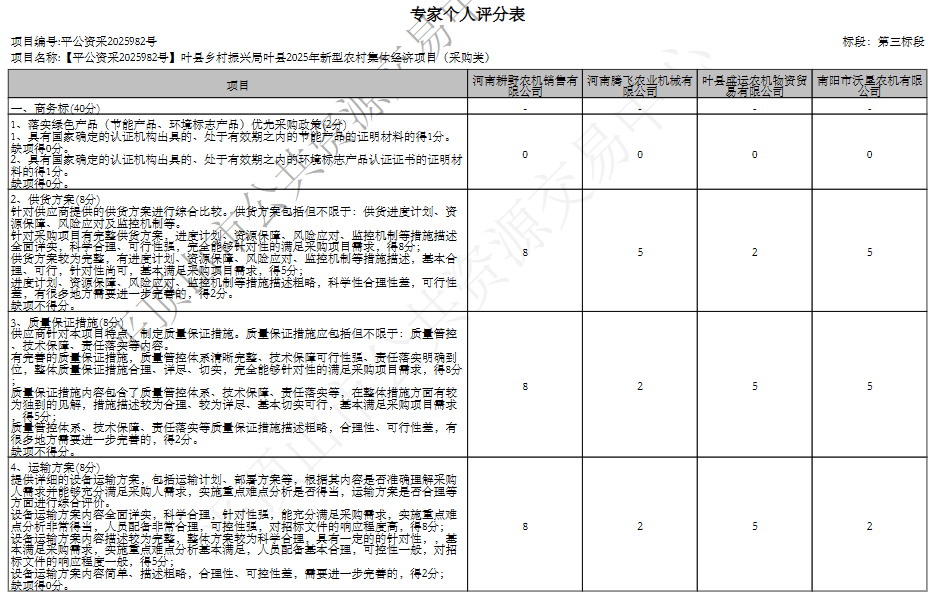 专家个人评分表
项目编号:平公资采2025982号
标段：第三标段
项目名称:【平公资采2025982号】叶县乡村振兴局叶县2025年新型农村集体经济项目（采购类）
项目 河南耕野农机销售有限公司 河南腾飞农业机械有限公司 叶县盛运农机物资贸易有限公司 南阳市沃垦农机有限公司
一、商务标(40分) - - - -
1、落实绿色产品（节能产品、环境标志产品）优先采购政策(2分)
1、具有国家确定的认证机构出具的、处于有效期之内的节能产品的证明材料的得1分。
缺项得0分。
2、具有国家确定的认证机构出具的、处于有效期之内的环境标志产品认证证书的证明材
料的得1分。
缺项得0分。
0 0 0 0
2、供货方案(8分)
针对供应商提供的供货方案进行综合比较。供货方案包括但不限于：供货进度计划、资
源保障、风险应对及监控机制等。
针对采购项目有完整供货方案，进度计划、资源保障、风险应对、监控机制等措施描述
全面详实，科学合理、可行性强，完全能够针对性的满足采购项目需求，得8分；
供货方案较为完整，有进度计划、资源保障、风险应对、监控机制等措施描述，基本合
理、可行，针对性尚可，基本满足采购项目需求，得5分；
进度计划、资源保障、风险应对、监控机制等措施描述粗略，科学性合理性差，可行性
差，有很多地方需要进一步完善的，得2分。
缺项不得分。
8 5 2 5
3、质量保证措施(8分)
供应商针对本项目特点，制定质量保证措施。质量保证措施应包括但不限于：质量管控
、技术保障、责任落实等内容。
有完善的质量保证措施，质量管控体系清晰完整、技术保障可行性强、责任落实明确到
位，整体质量保证措施合理、详尽、切实，完全能够针对性的满足采购项目需求，得8分
；
质量保证措施内容包含了质量管控体系、技术保障、责任落实等，在整体措施方面有较
为独到的见解，措施描述较为合理、较为详尽、基本切实可行，基本满足采购项目需求
，得5分；
质量管控体系、技术保障、责任落实等质量保证措施描述粗略，合理性、可行性差，有
很多地方需要进一步完善的，得2分。
缺项不得分。
8 2 5 5
4、运输方案(8分)
提供详细的设备运输方案，包括运输计划、部署方案等，根据其内容是否准确理解采购
人需求并能够充分满足采购人需求，实施重点难点分析是否得当，运输方案是否合理等
方面进行综合评价。
设备运输方案内容全面详实，科学合理，针对性强，能充分满足采购需求，实施重点难
点分析非常得当，人员配备非常合理，可控性强，对招标文件的响应程度高，得8分；
设备运输方案内容描述较为完整，整体方案较为科学合理，具有一定的的针对性，，基
本满足采购需求，实施重点难点分析基本满足，人员配备基本合理，可控性一般，对招
标文件的响应程度一般，得5分；
设备运输方案内容简单、描述粗略，合理性、可控性差，需要进一步完善的，得2分；
缺项得0分。
8 2 5 2